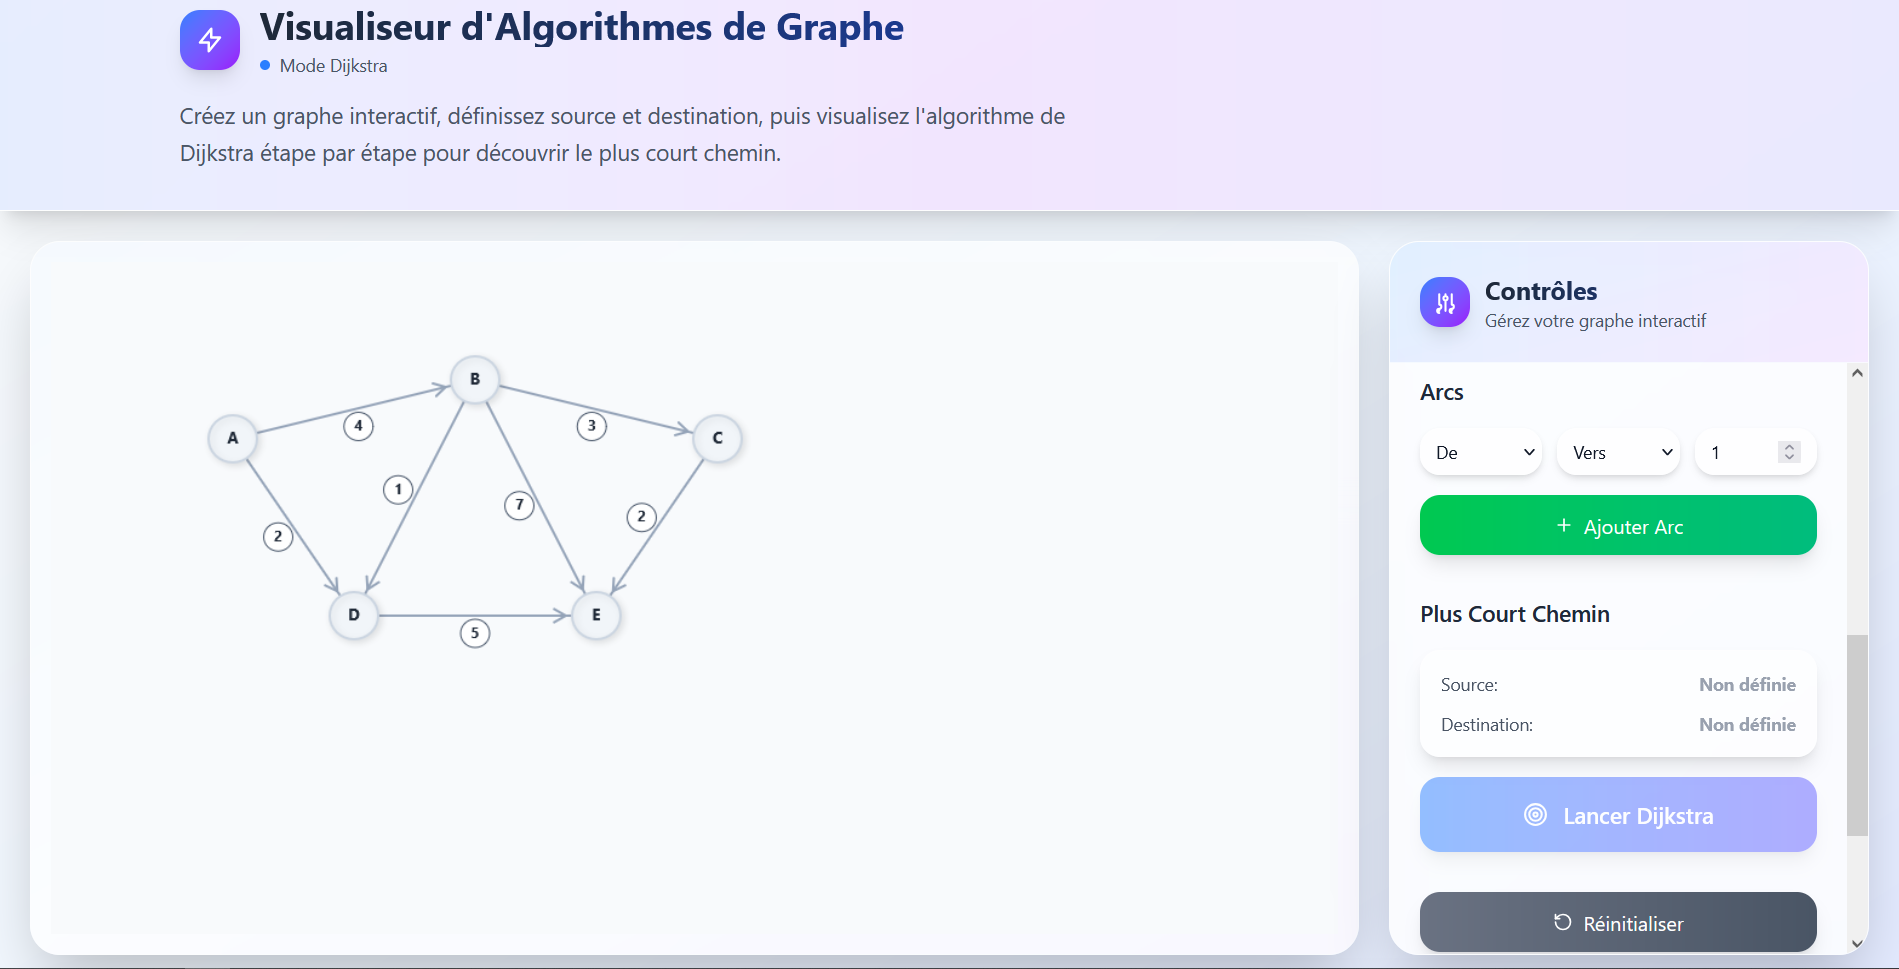 Visualiseur d'Algorithmes de Graphe
Mode Dijkstra
Créez un graphe interactif, définissez source et destination, puis visualisez l'algorithme de
Dijkstra étape par étape pour découvrir le plus court chemin.
B
A
4
3
C
1
7
2
2
D
E
5
Contrôles
Gérez votre graphe interactif
Arcs
De
Vers
1
Ajouter Arc
Plus Court Chemin
Source: Non définie
Destination: Non définie
Lancer Dijkstra
Réinitialiser